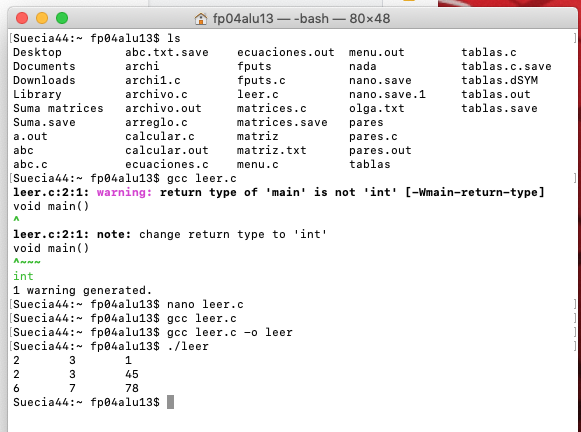 fp04alu13 — -bash — 80×48
[Suecia44:~ fp04alu13$ ls ]
Desktop abc.txt.save ecuaciones.out menu.out tablas.c
Documents archi fputs nada tablas.c.save
Downloads archi1.c fputs.c nano.save tablas.dSYM
Library archivo.c leer.c nano.save.1 tablas.out
Suma matrices archivo.out matrices.c olga.txt tablas.save
Suma.save arreglo.c matrices.save pares
a.out calcular.c matriz pares.c
abc calcular.out matriz.txt pares.out
abc.c ecuaciones.c menu.c tablas
[Suecia44:~ fp04alu13$ gcc leer.c ]
leer.c:2:1: warning: return type of 'main' is not 'int' [-Wmain-return-type]
void main()
^
leer.c:2:1: note: change return type to 'int'
void main()
^~~~
int
1 warning generated.
[Suecia44:~ fp04alu13$ nano leer.c ]
[Suecia44:~ fp04alu13$ gcc leer.c ]
[Suecia44:~ fp04alu13$ gcc leer.c -o leer ]
[Suecia44:~ fp04alu13$ ./leer ]
2 3 1
2 3 45
6 7 78
Suecia44:~ fp04alu13$